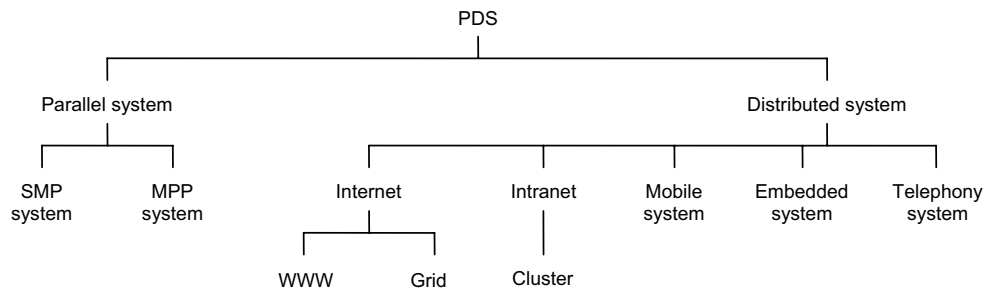 PDS
Parallel system
Distributed system
SMP
system
MPP
system
Internet
Intranet
Mobile
system
Embedded
system
Telephony
system
WWW
Grid
Cluster